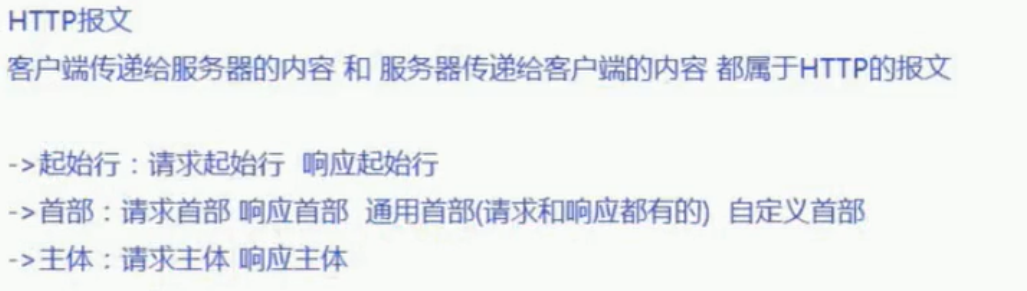 HTTP报文
客户端传递给服务器的内容 和 服务器传递给客户端的内容 都属于HTTP的报文
->起始行：请求起始行 响应起始行
->首部：请求首部 响应首部 通用首部(请求和响应都有的) 自定义首部
->主体：请求主体 响应主体